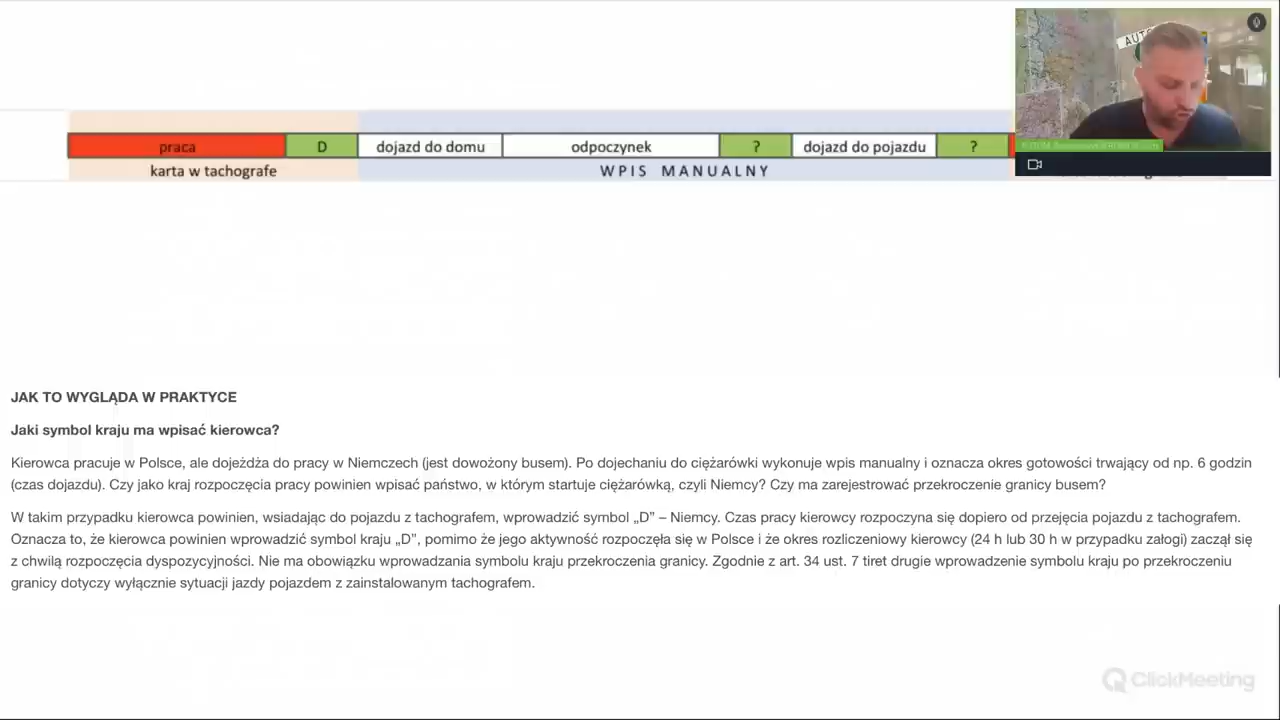 AUTO
praca D dojazd do domu odpoczynek ? dojazd do pojazdu ?
karta w tachografe WPIS MANUALNY
JAK TO WYGLĄDA W PRAKTYCE
Jaki symbol kraju ma wpisać kierowca?
Kierowca pracuje w Polsce, ale dojeżdża do pracy w Niemczech (jest dowożony busem). Po dojechaniu do ciężarówki wykonuje wpis manualny i oznacza okres gotowości trwający od np. 6 godzin
(czas dojazdu). Czy jako kraj rozpoczęcia pracy powinien wpisać państwo, w którym startuje ciężarówką, czyli Niemcy? Czy ma zarejestrować przekroczenie granicy busem?
W takim przypadku kierowca powinien, wsiadając do pojazdu z tachografem, wprowadzić symbol „D” – Niemcy. Czas pracy kierowcy rozpoczyna się dopiero od przejęcia pojazdu z tachografem.
Oznacza to, że kierowca powinien wprowadzić symbol kraju „D”, pomimo że jego aktywność rozpoczęła się w Polsce i że okres rozliczeniowy kierowcy (24 h lub 30 h w przypadku załogi) zaczął się
z chwilą rozpoczęcia dyspozycyjności. Nie ma obowiązku wprowadzania symbolu kraju przekroczenia granicy. Zgodnie z art. 34 ust. 7 tiret drugie wprowadzenie symbolu kraju po przekroczeniu
granicy dotyczy wyłącznie sytuacji jazdy pojazdem z zainstalowanym tachografem.
ClickMeeting